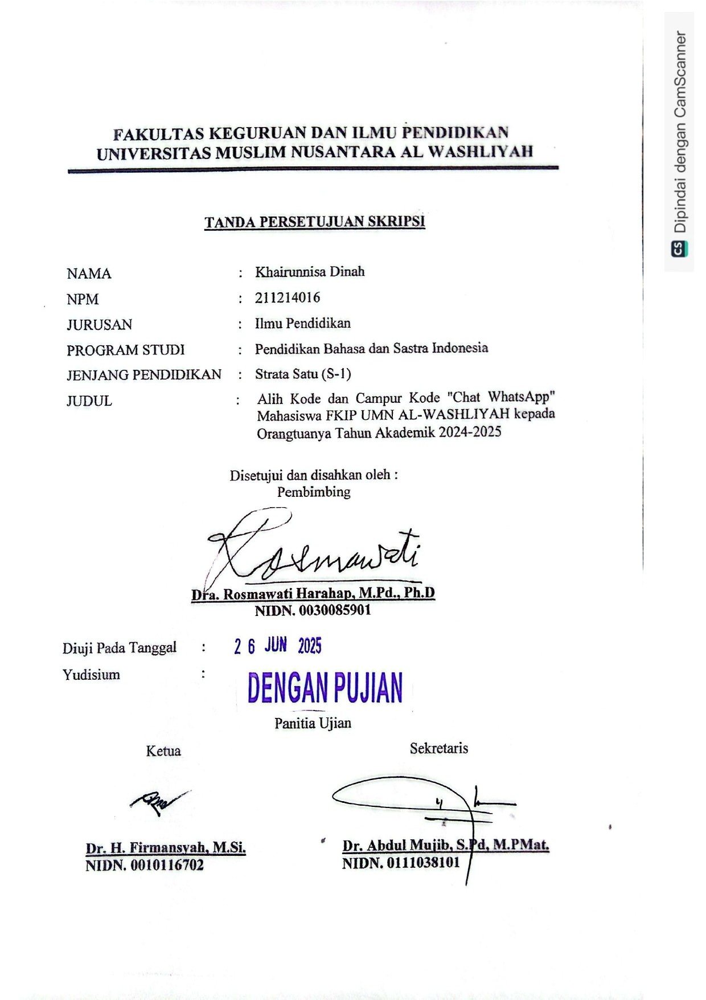 FAKULTAS KEGURUAN DAN ILMU PENDIDIKAN
UNIVERSITAS MUSLIM NUSANTARA AL WASHLIYAH
TANDA PERSETUJUAN SKRIPSI
NAMA : Khairunnisa Dinah
NPM : 211214016
JURUSAN : Ilmu Pendidikan
PROGRAM STUDI : Pendidikan Bahasa dan Sastra Indonesia
JENJANG PENDIDIKAN : Strata Satu (S-1)
JUDUL : Alih Kode dan Campur Kode "Chat WhatsApp"
Mahasiswa FKIP UMN AL-WASHLIYAH kepada
Orangtuanya Tahun Akademik 2024-2025
Disetujui dan disahkan oleh :
Pembimbing
Rosmawati
Dra. Rosmawati Harahap, M.Pd., Ph.D
NIDN. 0030085901
Diuji Pada Tanggal : 26 JUN 2025
Yudisium :
DENGAN PUJIAN
Panitia Ujian
Ketua
Sekretaris
Dr. H. Firmansyah, M.Si.
NIDN. 0010116702
Dr. Abdul Mujib, S.Pd, M.PMat.
NIDN. 0111038101
CS Dipindai dengan CamScanner